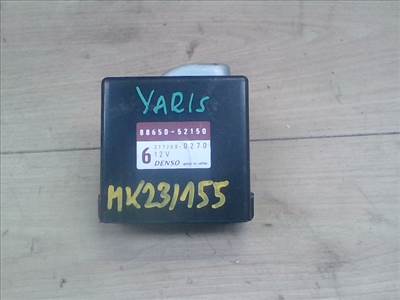 YARIS
88650-52150
6
177300-0270
12V
DENSO MADE IN JAPAN
MK23/155